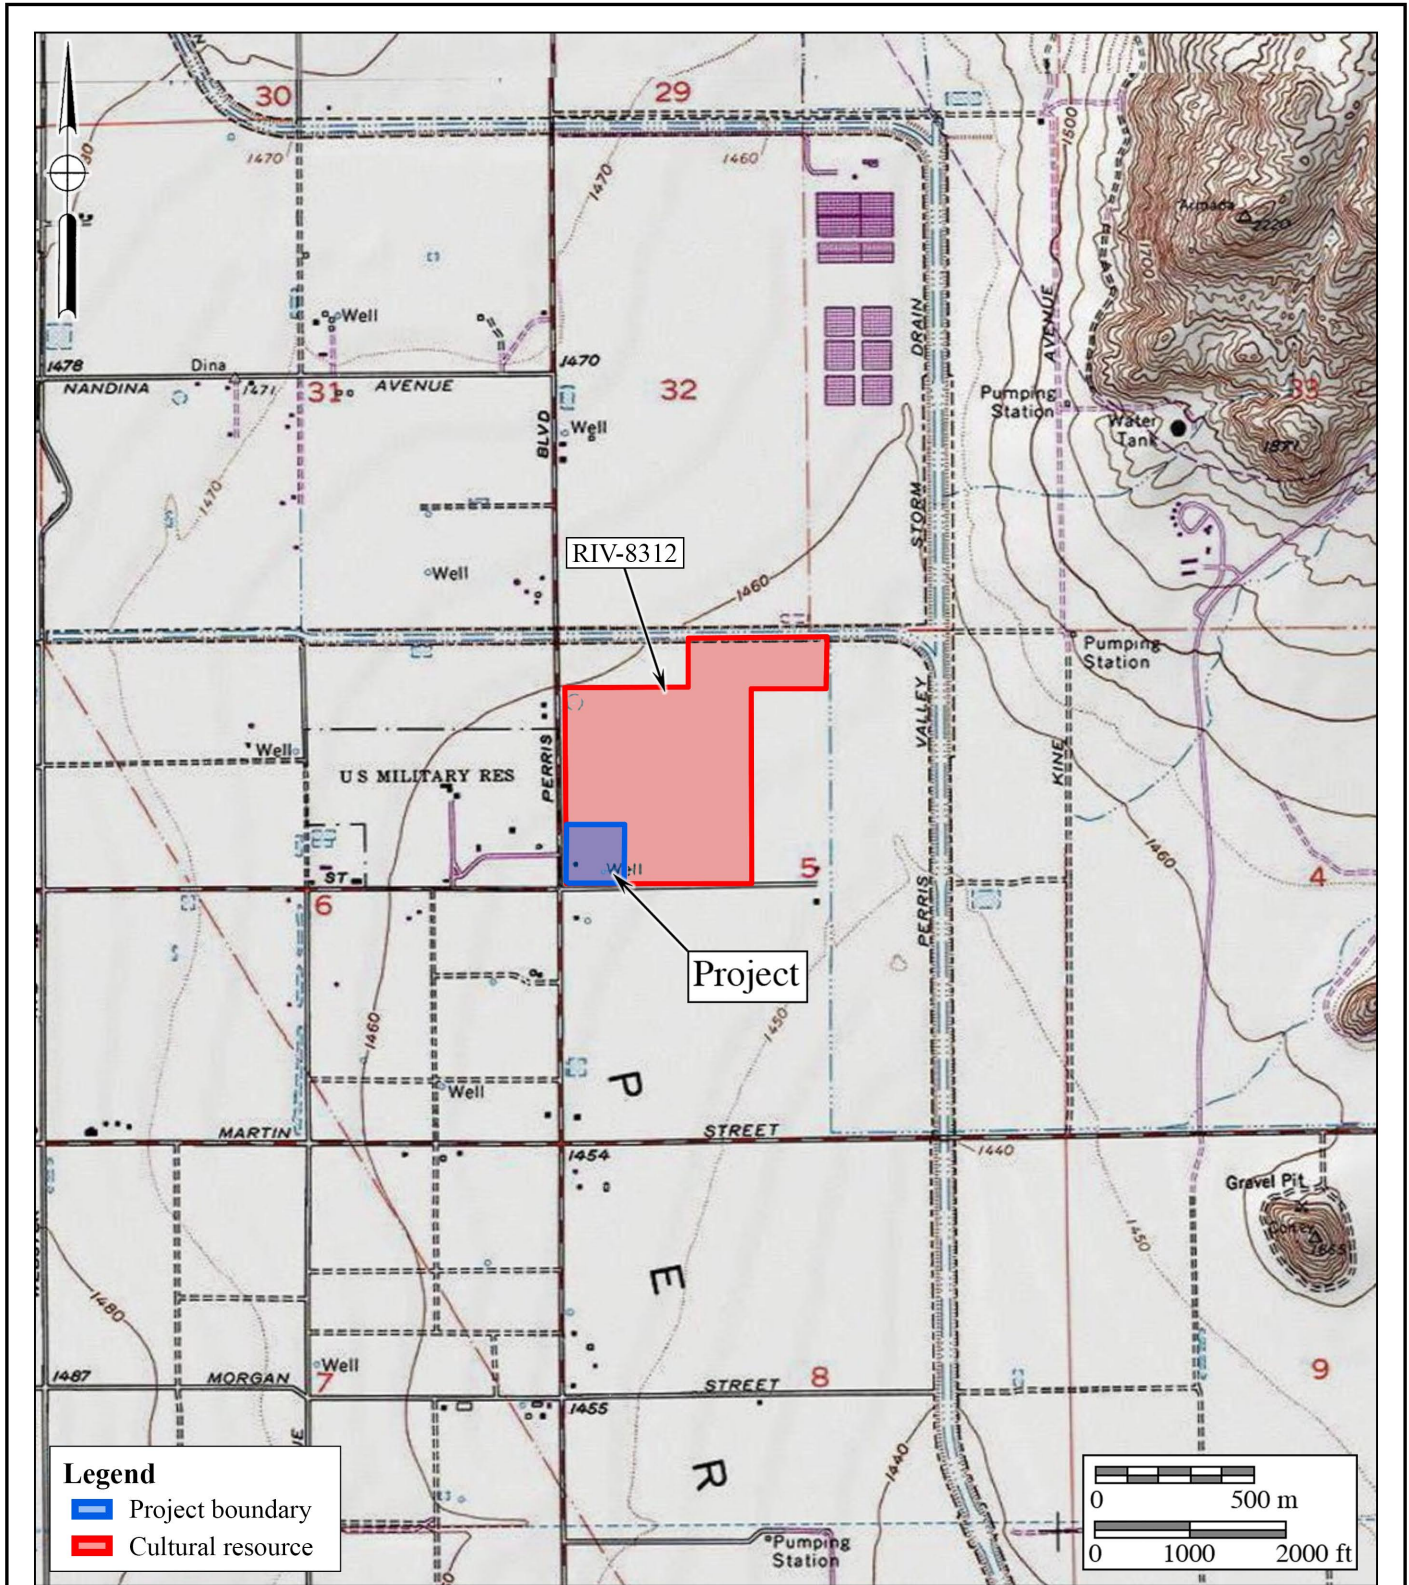 30
29
1470
1460
1500
1470
Armada
2220
1700
Well
DRAIN
AVENUE
1478
Dina
1470
NANDINA
1471
31
AVENUE
32
33
Pumping
Station
Water
Tank
BLVD
Well
1871
1470
STORM
RIV-8312
Well
1460
Pumping
Station
VALLEY
Well
PERRIS
KINE
U S MILITARY RES
1460
Well
5
4
ST
6
PERRIS
Project
1450
1460
P
Well
MARTIN
STREET
1454
1440
Gravel Pit
1450
E
1480
Well
1487
MORGAN
7
STREET
8
9
1455
R
1440
Legend
Project boundary
Cultural resource
Pumping
Station
0
500 m
0
1000
2000 ft